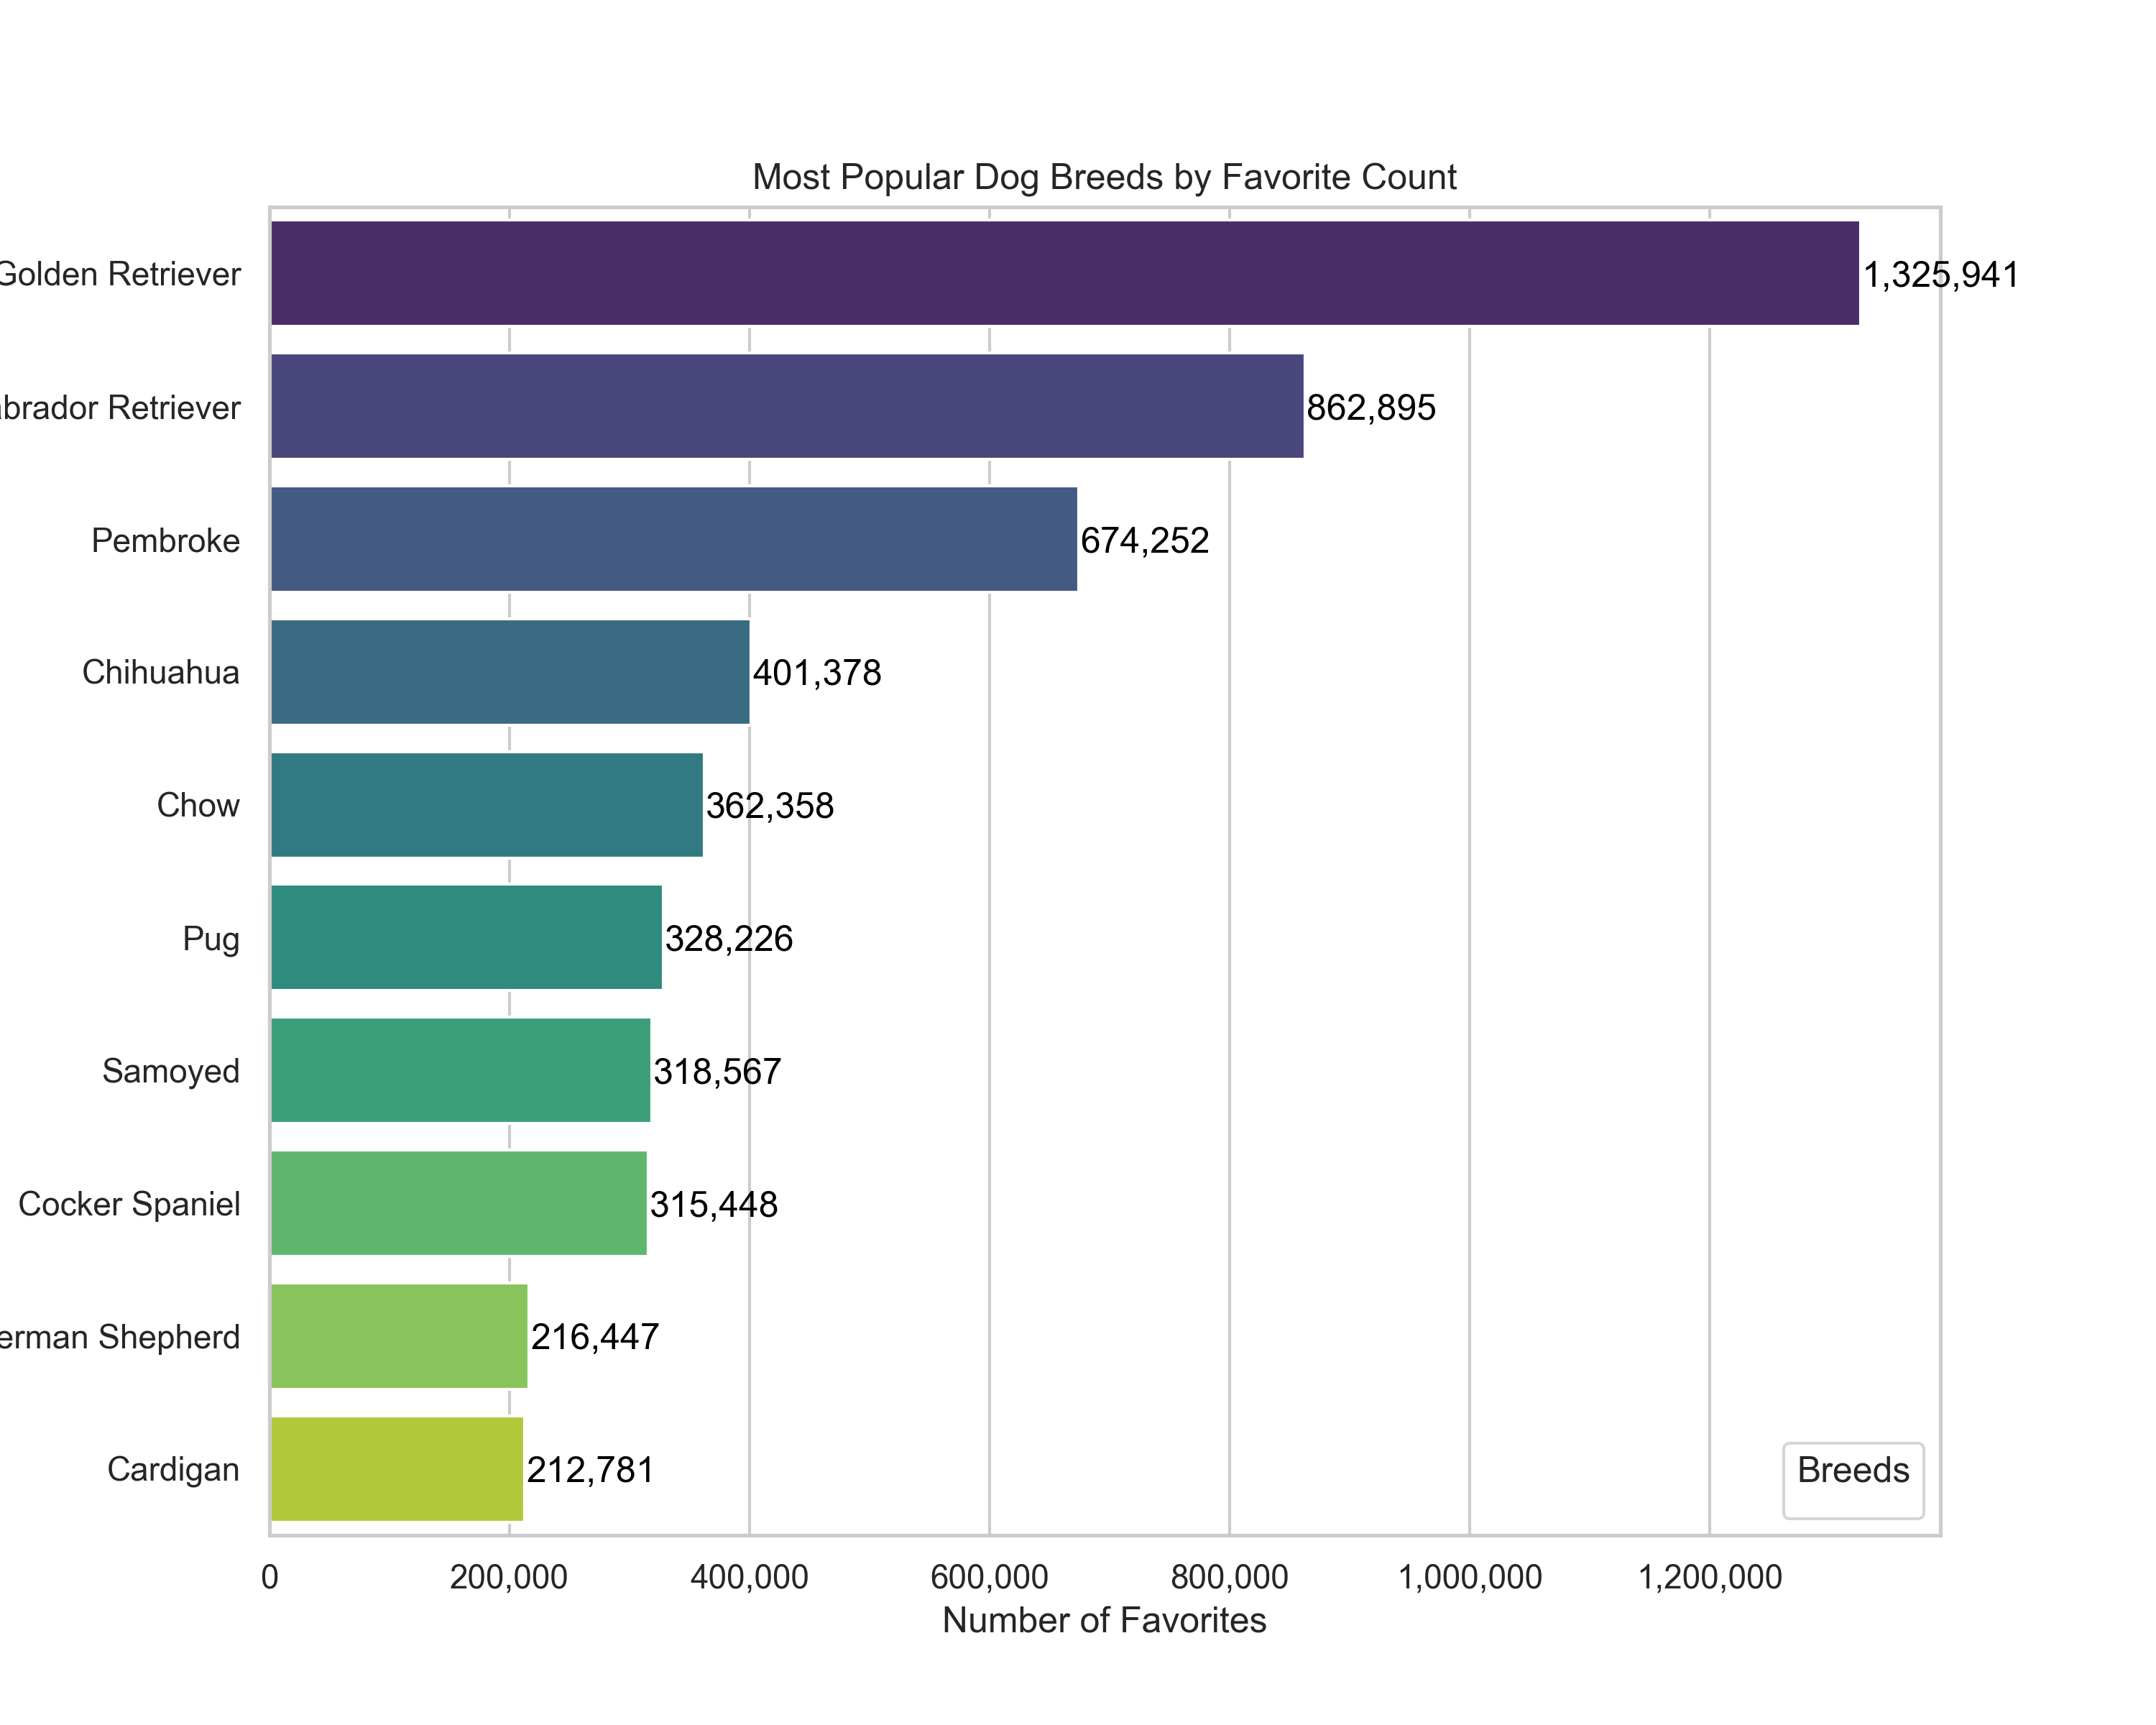 Most Popular Dog Breeds by Favorite Count
Golden Retriever 1,325,941
abrador Retriever 862,895
Pembroke 674,252
Chihuahua 401,378
Chow 362,358
Pug 328,226
Samoyed 318,567
Cocker Spaniel 315,448
erman Shepherd 216,447
Cardigan 212,781
Breeds
0 200,000 400,000 600,000 800,000 1,000,000 1,200,000
Number of Favorites